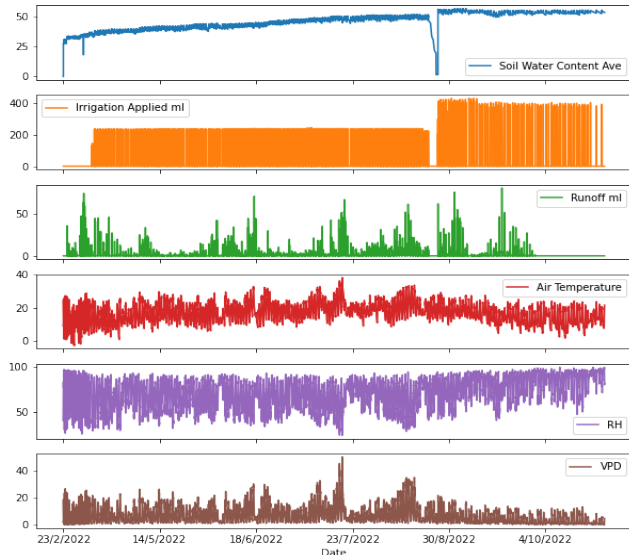 50
25
0
Soil Water Content Ave
400
200
0
Irrigation Applied ml
50
0
Runoff ml
40
20
0
Air Temperature
100
50
RH
40
20
0
VPD
23/2/2022 14/5/2022 18/6/2022 23/7/2022 30/8/2022 4/10/2022
Date